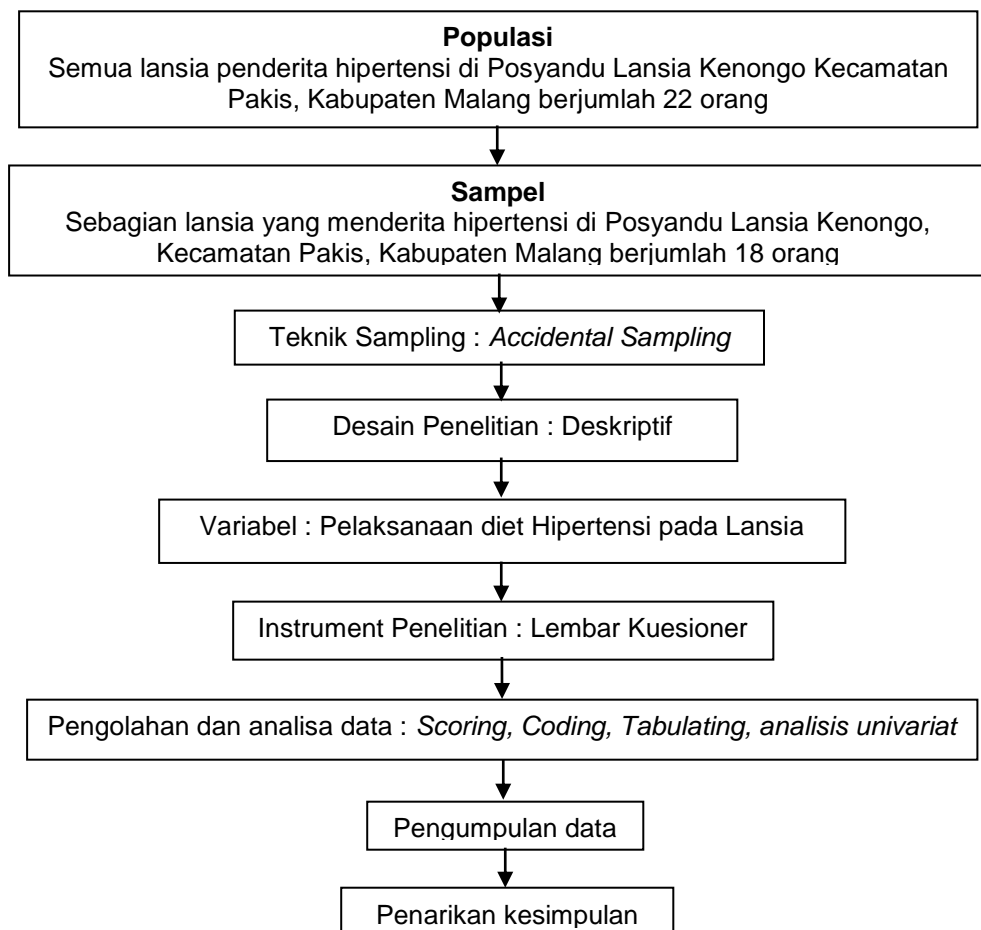 Populasi
Semua lansia penderita hipertensi di Posyandu Lansia Kenongo Kecamatan
Pakis, Kabupaten Malang berjumlah 22 orang
Sampel
Sebagian lansia yang menderita hipertensi di Posyandu Lansia Kenongo,
Kecamatan Pakis, Kabupaten Malang berjumlah 18 orang
Teknik Sampling : Accidental Sampling
Desain Penelitian : Deskriptif
Variabel : Pelaksanaan diet Hipertensi pada Lansia
Instrument Penelitian : Lembar Kuesioner
Pengolahan dan analisa data : Scoring, Coding, Tabulating, analisis univariat
Pengumpulan data
Penarikan kesimpulan